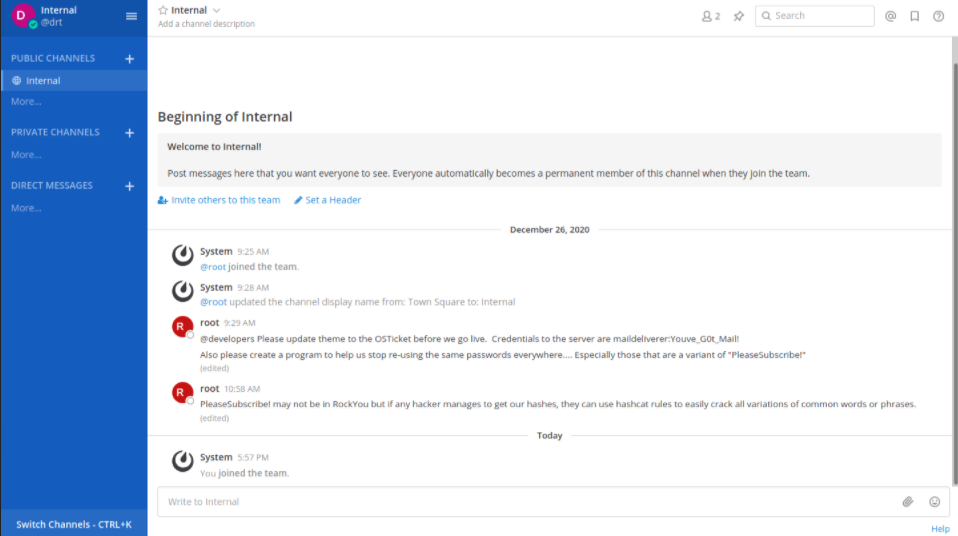 Internal
@drt
PUBLIC CHANNELS +
Internal
More...
PRIVATE CHANNELS +
More...
DIRECT MESSAGES +
More...
Switch Channels - CTRL+K
Internal
Add a channel description
2
Search
Beginning of Internal
Welcome to Internal!
Post messages here that you want everyone to see. Everyone automatically becomes a permanent member of this channel when they join the team.
Invite others to this team Set a Header
December 26, 2020
System 9:25 AM
@root joined the team.
System 9:28 AM
@root updated the channel display name from: Town Square to: Internal
R root 9:29 AM
@developers Please update theme to the OSTicket before we go live. Credentials to the server are maildeliverer:Youve_G0t_Mail!
Also please create a program to help us stop re-using the same passwords everywhere.... Especially those that are a variant of "PleaseSubscribe!"
(edited)
R root 10:58 AM
PleaseSubscribe! may not be in RockYou but if any hacker manages to get our hashes, they can use hashcat rules to easily crack all variations of common words or phrases.
(edited)
Today
System 5:57 PM
You joined the team.
Write to Internal
Help